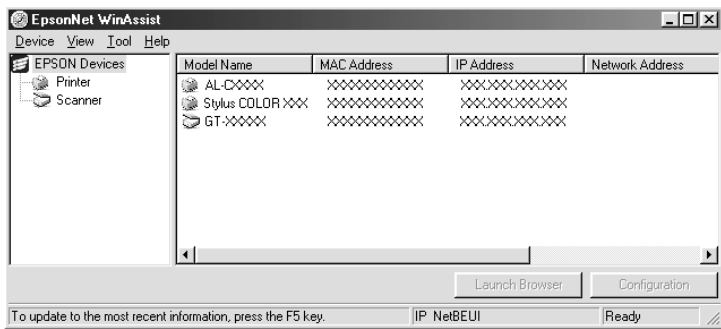 EpsonNet WinAssist
Device View Tool Help
EPSON Devices
Printer
Scanner
Model Name MAC Address IP Address Network Address
AL-CXXXX XXXXXXXXXXXX XXX.XXX.XXX.XXX
Stylus COLOR XXX XXXXXXXXXXXX XXX.XXX.XXX.XXX
GT-XXXXX XXXXXXXXXXXX XXX.XXX.XXX.XXX
Launch Browser Configuration
To update to the most recent information, press the F5 key. IP NetBEUI Ready